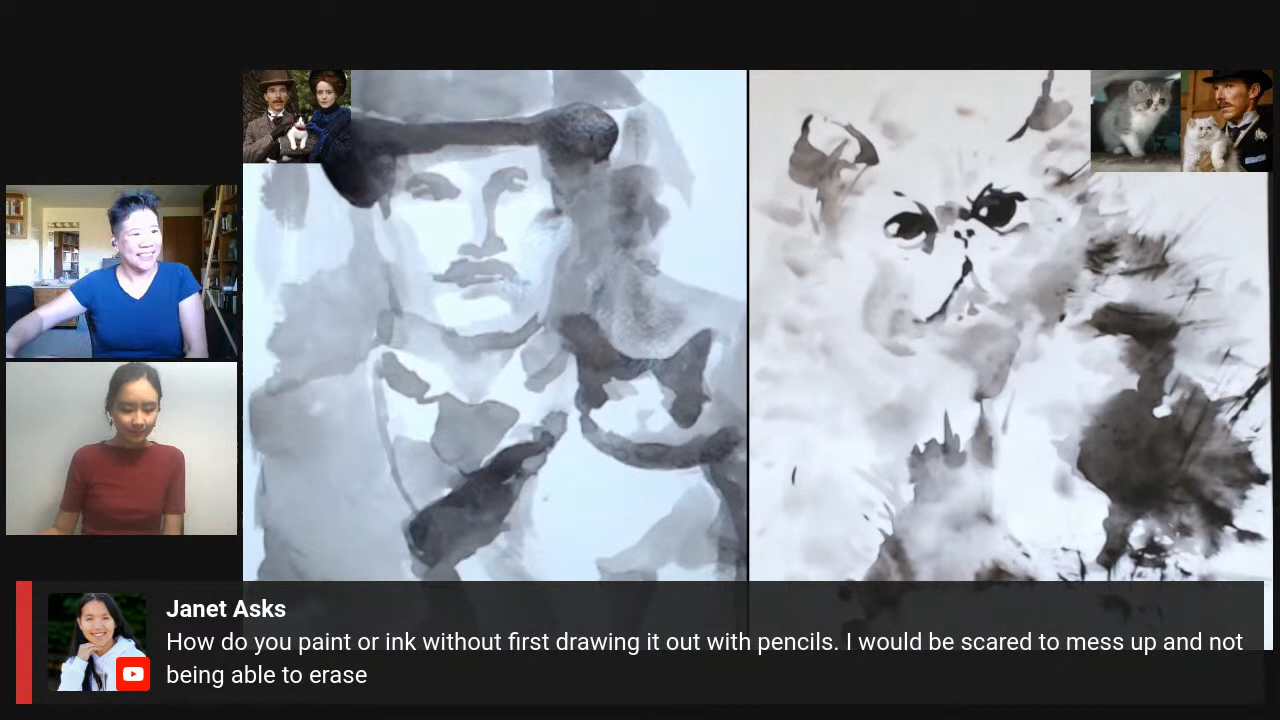 Janet Asks
How do you paint or ink without first drawing it out with pencils. I would be scared to mess up and not
being able to erase